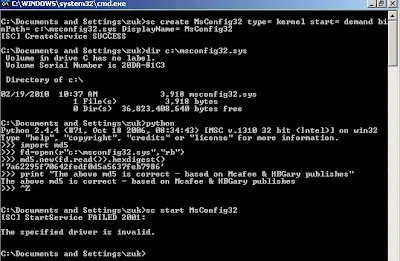 C:\WINDOWS\system32\cmd.exe
C:\Documents and Settings\zuk>sc create MsConfig32 type= kernel start= demand bi
nPath= c:\msconfig32.sys DisplayName= MsConfig32
[SC] CreateService SUCCESS
C:\Documents and Settings\zuk>dir c:\msconfig32.sys
Volume in drive C has no label.
Volume Serial Number is 20DA-81C3
Directory of c:\
02/19/2010 10:37 AM 3,918 msconfig32.sys
1 File(s) 3,918 bytes
0 Dir(s) 36,823,408,640 bytes free
C:\Documents and Settings\zuk>python
Python 2.4.4 (#71, Oct 18 2006, 08:34:43) [MSC v.1310 32 bit (Intel)] on win32
Type "help", "copyright", "credits" or "license" for more information.
>>> import md5
>>> fd=open(r"c:\msconfig32.sys","rb")
>>> md5.new(fd.read()).hexdigest()
'7a62295f70642fedf0d5a5637feb7986'
>>> print "The above md5 is correct - based on Mcafee & HBGary publishes"
The above md5 is correct - based on Mcafee & HBGary publishes
>>> ^Z
C:\Documents and Settings\zuk>sc start MsConfig32
[SC] StartService FAILED 2001:
The specified driver is invalid.
C:\Documents and Settings\zuk>